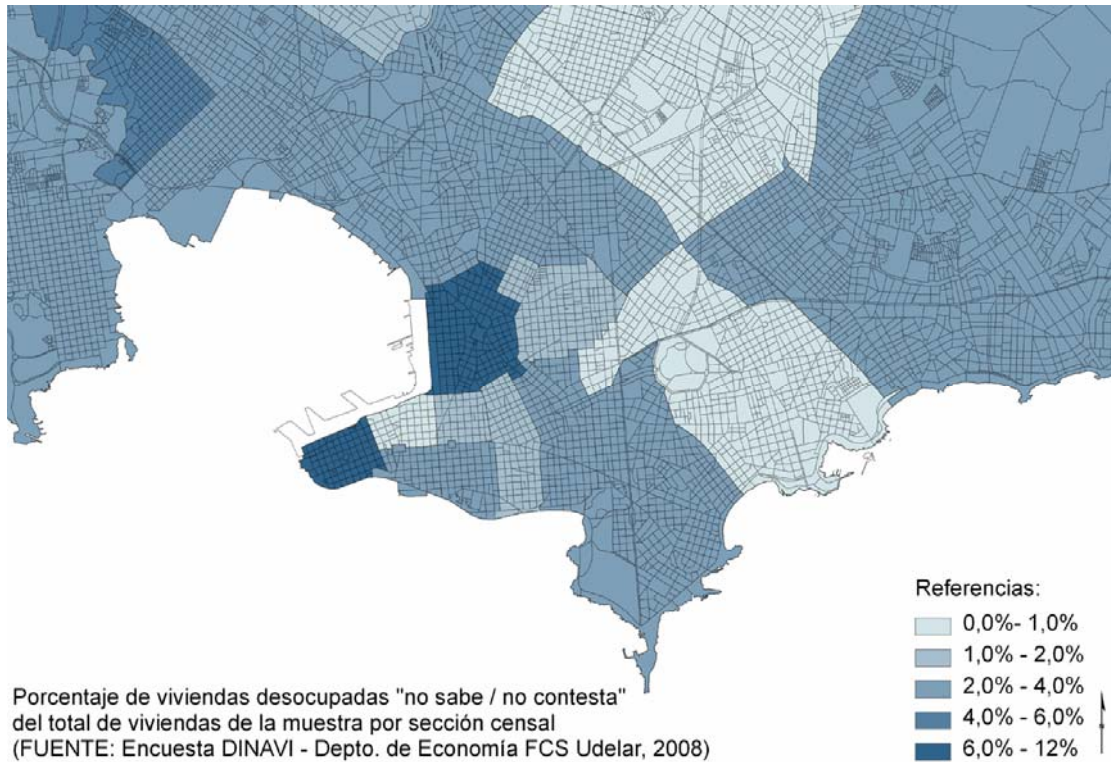 Referencias:
0,0%- 1,0%
1,0% - 2,0%
2,0% - 4,0%
4,0% - 6,0%
6,0% - 12%
Porcentaje de viviendas desocupadas "no sabe / no contesta"
del total de viviendas de la muestra por sección censal
(FUENTE: Encuesta DINAVI - Depto. de Economía FCS Udelar, 2008)